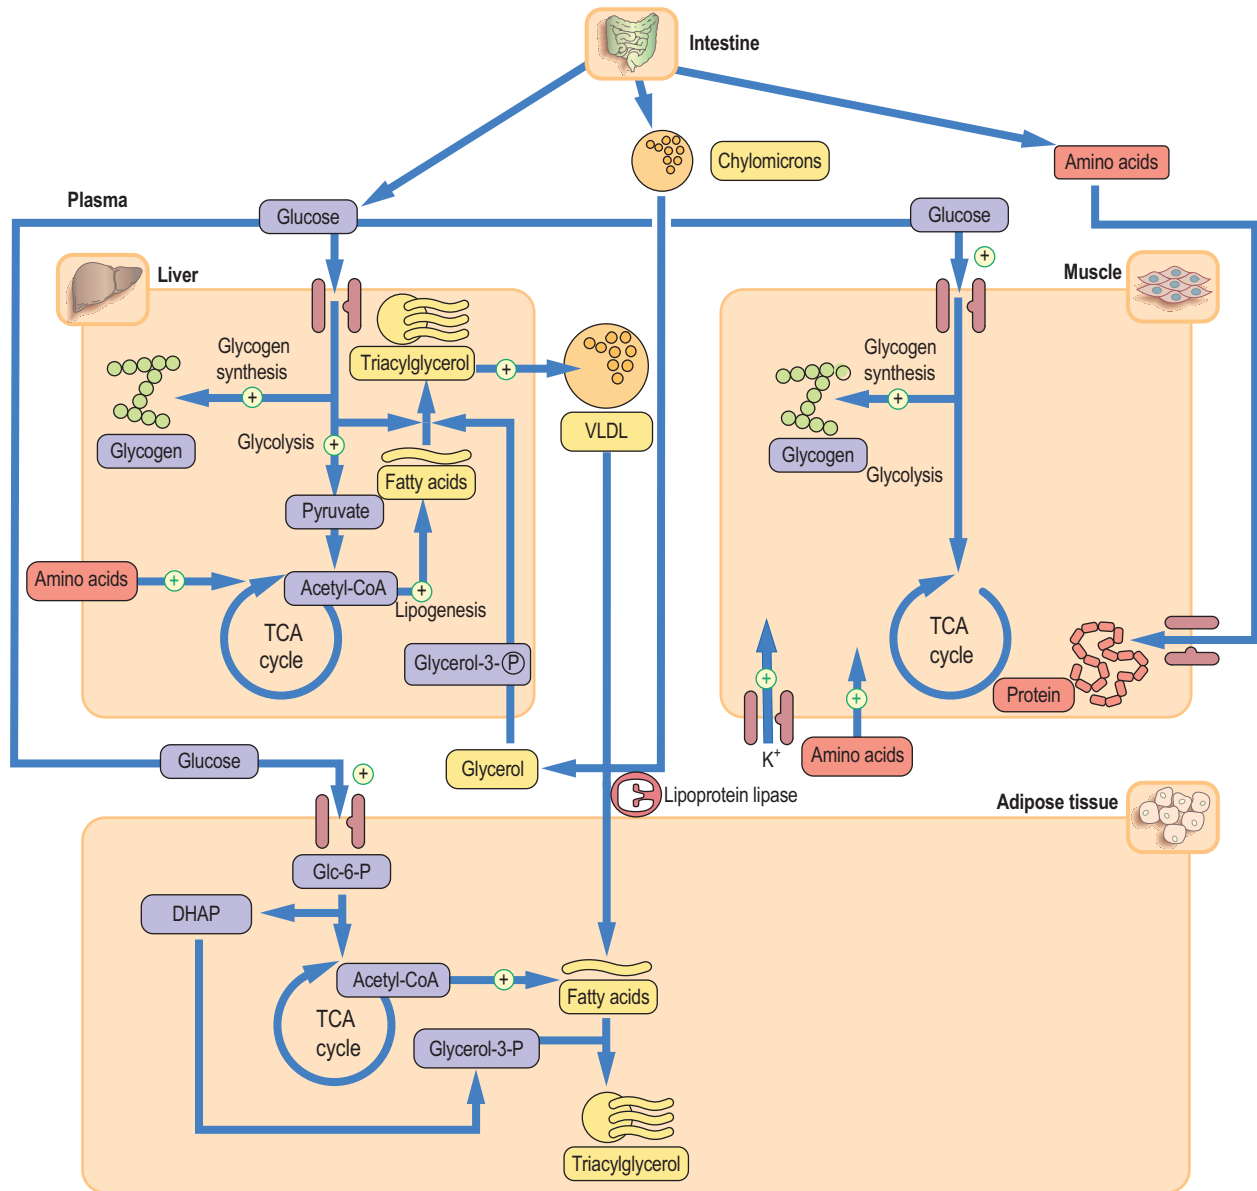 Intestine
Chylomicrons
Amino acids
Plasma
Glucose
Glucose
Liver
Muscle
Glycogen
synthesis
+
Triacylglycerol
+
VLDL
Glycolysis
+
Glycogen
Fatty acids
Pyruvate
Amino acids
+
Acetyl-CoA
+
Lipogenesis
TCA
cycle
Glycerol-3-P
+
Glycogen
synthesis
+
Glycogen
Glycolysis
TCA
cycle
Protein
+
+
K+
Amino acids
Glucose
+
Glycerol
Lipoprotein lipase
Adipose tissue
Glc-6-P
DHAP
Acetyl-CoA
+
Fatty acids
TCA
cycle
Glycerol-3-P
Triacylglycerol